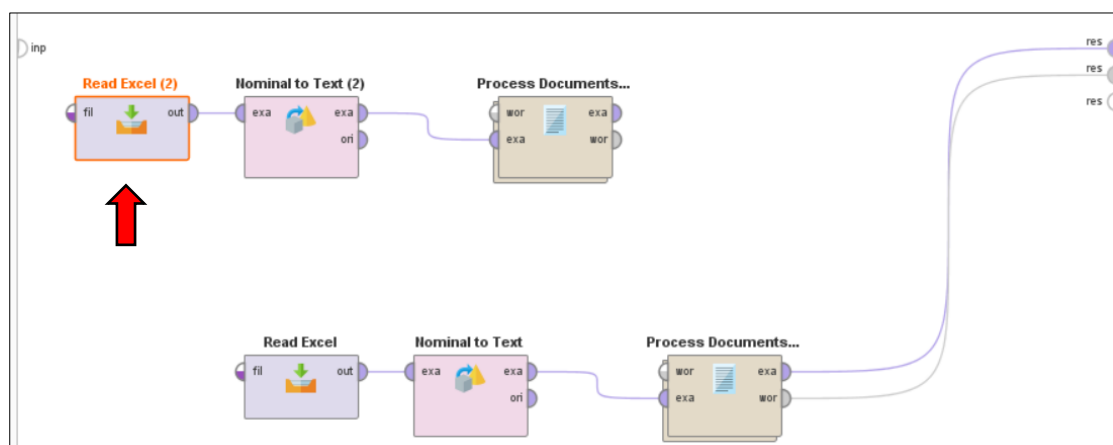 inp
res
res
res
Read Excel (2)
fil
out
Nominal to Text (2)
exa
exa
ori
Process Documents...
wor
exa
exa
wor
Read Excel
fil
out
Nominal to Text
exa
exa
ori
Process Documents...
wor
exa
exa
wor